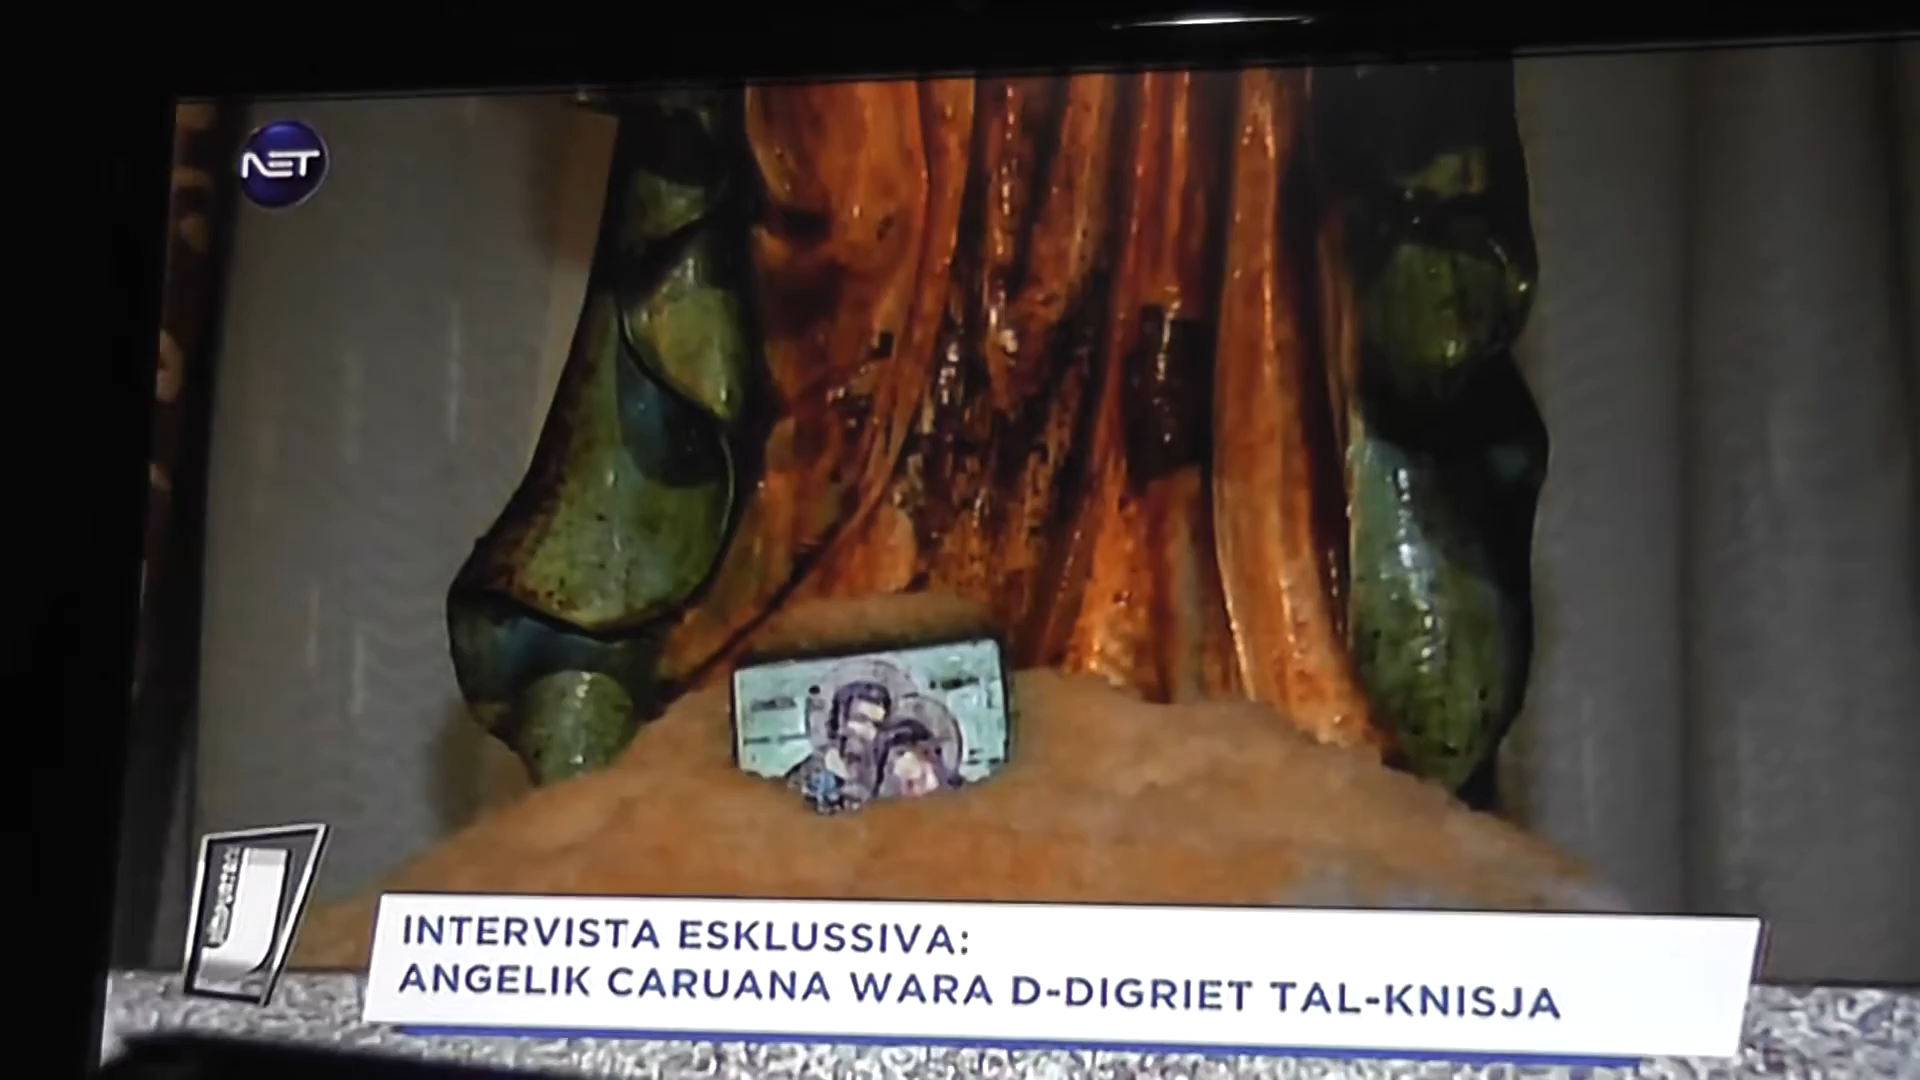 NET
J
INTERVISTA ESKLUSSIVA:
ANGELIK CARUANA WARA D-DIGRIET TAL-KNISJA